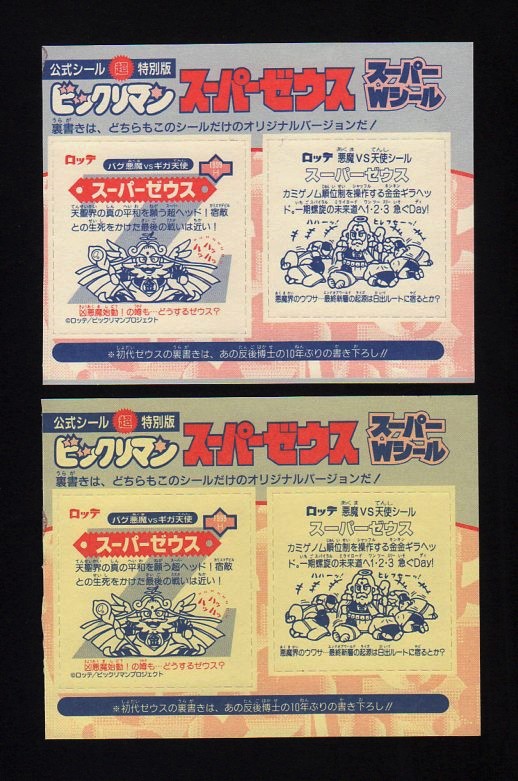 公式シール 超 特別版
ビックリマン スーパーゼウス スーパーWシール
裏書きは、どちらもこのシールだけのオリジナルバージョンだ!
ロッテ
バグ悪魔VSギガ天使
1999
スーパーゼウス
天聖界の真の平和を願う超ヘッド!宿敵
との生死をかけた最後の戦いは近い!
凶悪魔始動!の噂も…どうするゼウス?
©ロッテ/ビックリマンプロジェクト
ロッテ 悪魔VS天使シール
スーパーゼウス
カミゲノム順位制を操作する金金ギラヘッ
ド。一期螺旋の未来道へ1・2・3 急くDay!
悪魔界のウワサ…最終新層の起源は日出ルートに宿るとか?
※初代ゼウスの裏書きは、あの反後博士の10年ぶりの書き下ろし!!
公式シール 超 特別版
ビックリマン スーパーゼウス スーパーWシール
裏書きは、どちらもこのシールだけのオリジナルバージョンだ!
ロッテ
バグ悪魔VSギガ天使
1999
スーパーゼウス
天聖界の真の平和を願う超ヘッド!宿敵
との生死をかけた最後の戦いは近い!
凶悪魔始動!の噂も…どうするゼウス?
©ロッテ/ビックリマンプロジェクト
ロッテ 悪魔VS天使シール
スーパーゼウス
カミゲノム順位制を操作する金金ギラヘッ
ド。一期螺旋の未来道へ1・2・3 急くDay!
悪魔界のウワサ…最終新層の起源は日出ルートに宿るとか?
※初代ゼウスの裏書きは、あの反後博士の10年ぶりの書き下ろし!!